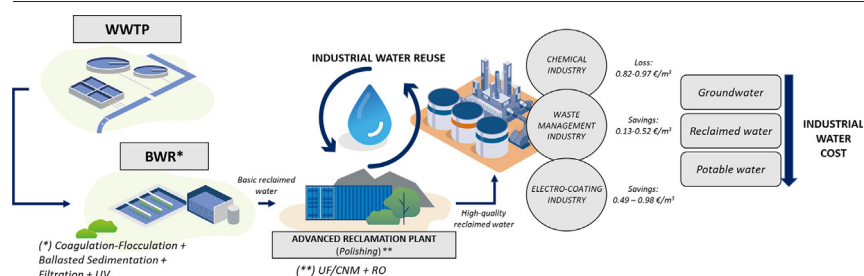 WWTP
BWR*
(*) Coagulation-Flocculation +
Ballasted Sedimentation +
Filtration + UV
Basic reclaimed
water
INDUSTRIAL WATER REUSE
ADVANCED RECLAMATION PLANT
(Polishing) **
(**) UF/CNM + RO
High-quality
reclaimed water
CHEMICAL
INDUSTRY
Loss:
0.82-0.97 €/m³
WASTE
MANAGEMENT
INDUSTRY
Savings:
0.13-0.52 €/m³
ELECTRO-COATING
INDUSTRY
Savings:
0.49 – 0.98 €/m³
Groundwater
Reclaimed water
Potable water
INDUSTRIAL
WATER
COST